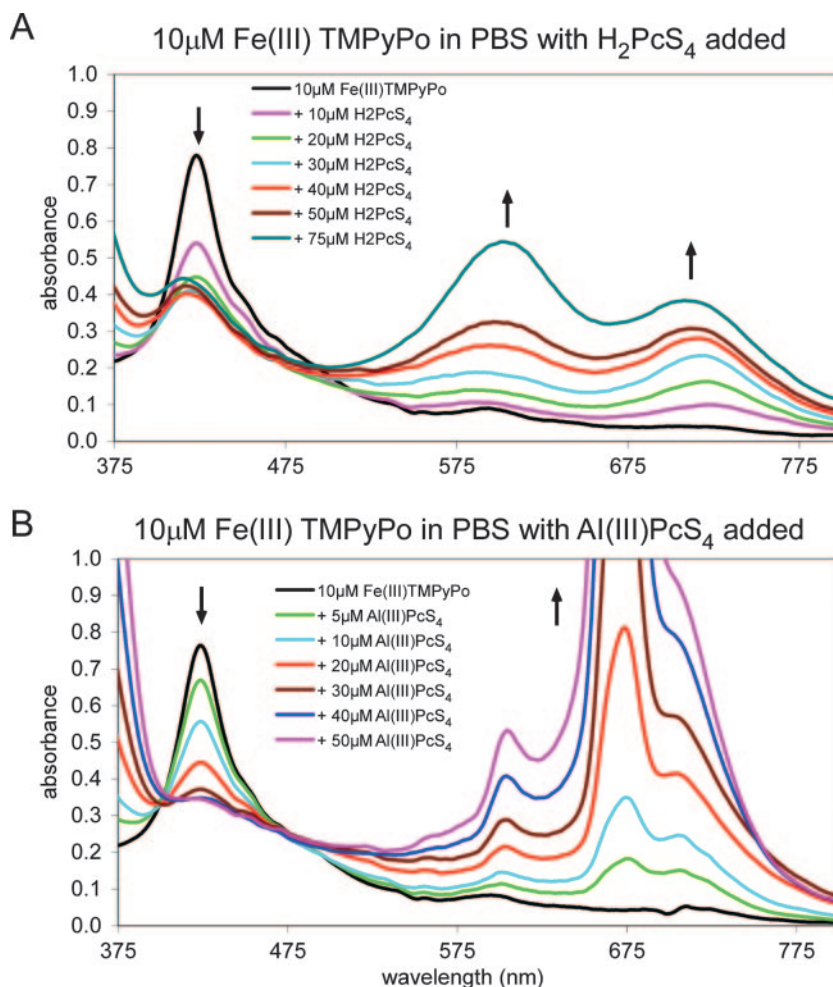 A
10μM Fe(III) TMPyPo in PBS with H₂PcS₄ added
1.0
0.9
0.8
0.7
0.6
0.5
0.4
0.3
0.2
0.1
0.0
absorbance
10μM Fe(III)TMPyPo
+ 10μM H2PcS₄
+ 20μM H2PcS₄
+ 30μM H2PcS₄
+ 40μM H2PcS₄
+ 50μM H2PcS₄
+ 75μM H2PcS₄
375 475 575 675 775
B
10μM Fe(III) TMPyPo in PBS with Al(III)PcS₄ added
1.0
0.9
0.8
0.7
0.6
0.5
0.4
0.3
0.2
0.1
0.0
absorbance
10μM Fe(III)TMPyPo
+ 5μM Al(III)PcS₄
+ 10μM Al(III)PcS₄
+ 20μM Al(III)PcS₄
+ 30μM Al(III)PcS₄
+ 40μM Al(III)PcS₄
+ 50μM Al(III)PcS₄
375 475 575 675 775
wavelength (nm)